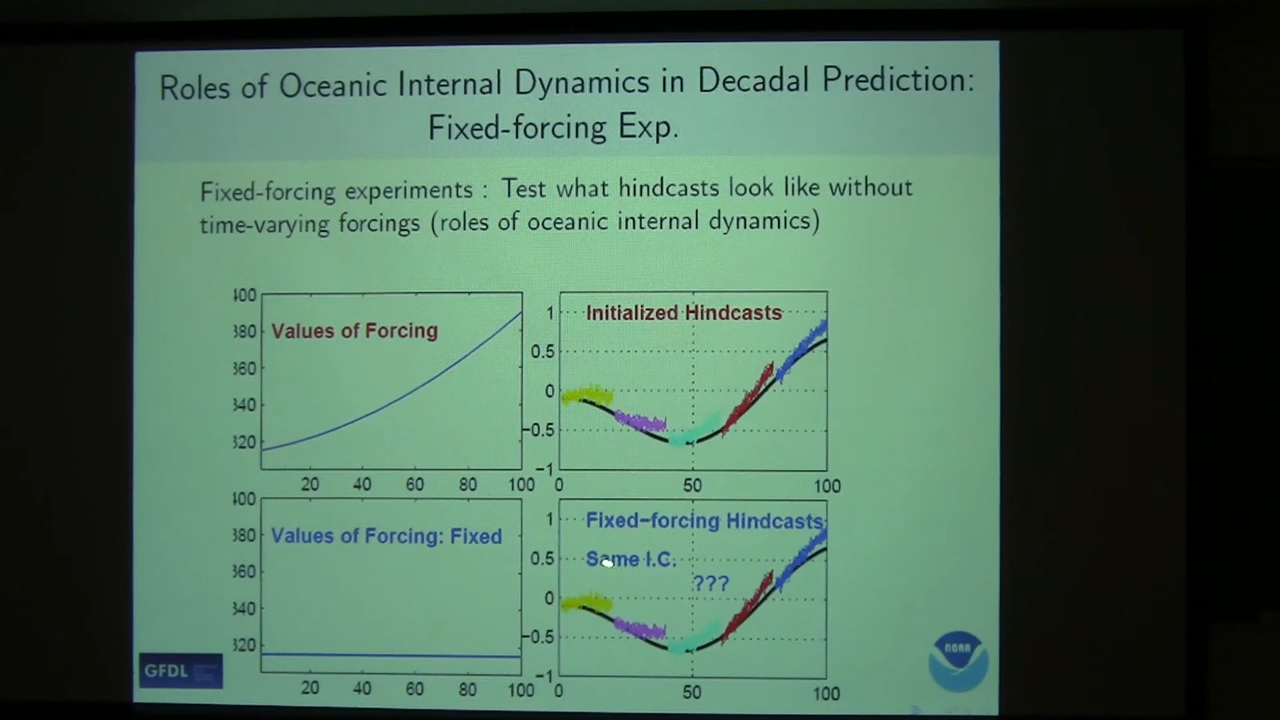 Roles of Oceanic Internal Dynamics in Decadal Prediction:
Fixed-forcing Exp.
Fixed-forcing experiments : Test what hindcasts look like without
time-varying forcings (roles of oceanic internal dynamics)
400
380
360
340
320
Values of Forcing
20 40 60 80 100
1
0.5
0
−0.5
−1
Initialized Hindcasts
0 50 100
400
380
360
340
320
Values of Forcing: Fixed
20 40 60 80 100
1
0.5
0
−0.5
−1
Fixed−forcing Hindcasts
Same I.C.
???
0 50 100
GFDL
NOAA